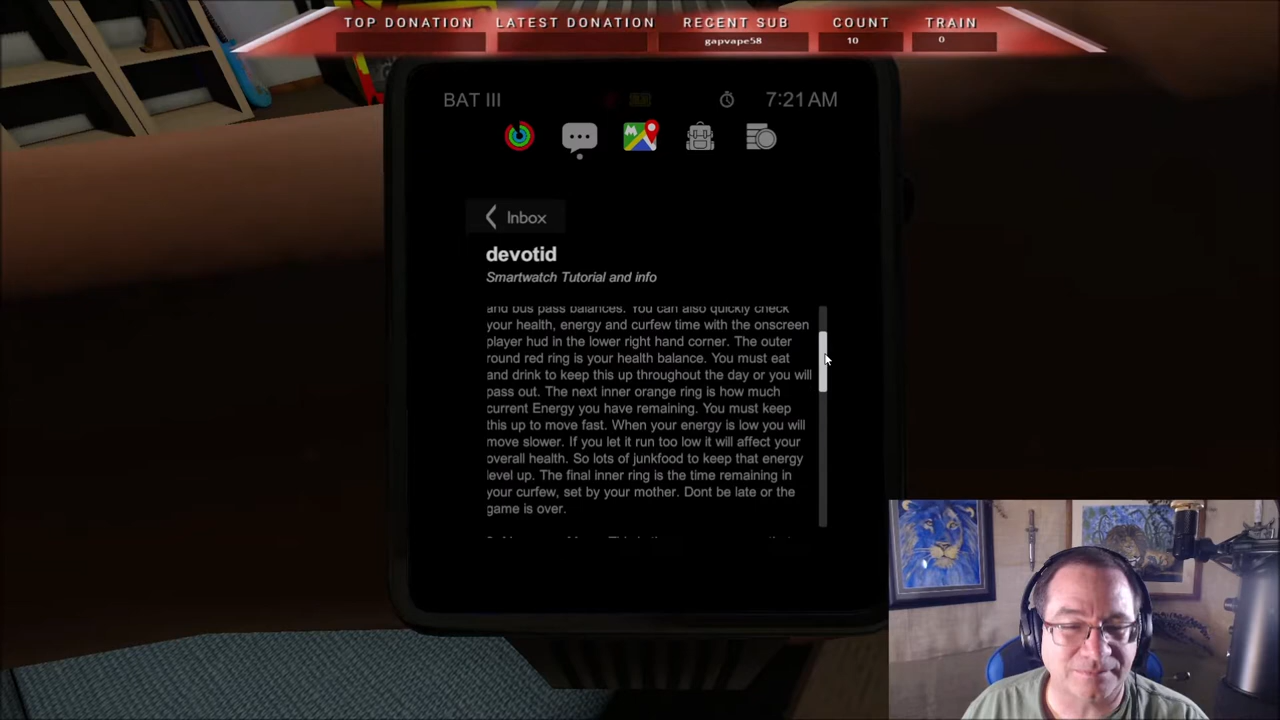 TOP DONATION LATEST DONATION RECENT SUB COUNT TRAIN
gapvape58 10 0
BAT III 7:21 AM
Inbox
devotid
Smartwatch Tutorial and info
and bus pass balances. You can also quickly check
your health, energy and curfew time with the onscreen
player hud in the lower right hand corner. The outer
round red ring is your health balance. You must eat
and drink to keep this up throughout the day or you will
pass out. The next inner orange ring is how much
current Energy you have remaining. You must keep
this up to move fast. When your energy is low you will
move slower. If you let it run too low it will affect your
overall health. So lots of junkfood to keep that energy
level up. The final inner ring is the time remaining in
your curfew, set by your mother. Dont be late or the
game is over.